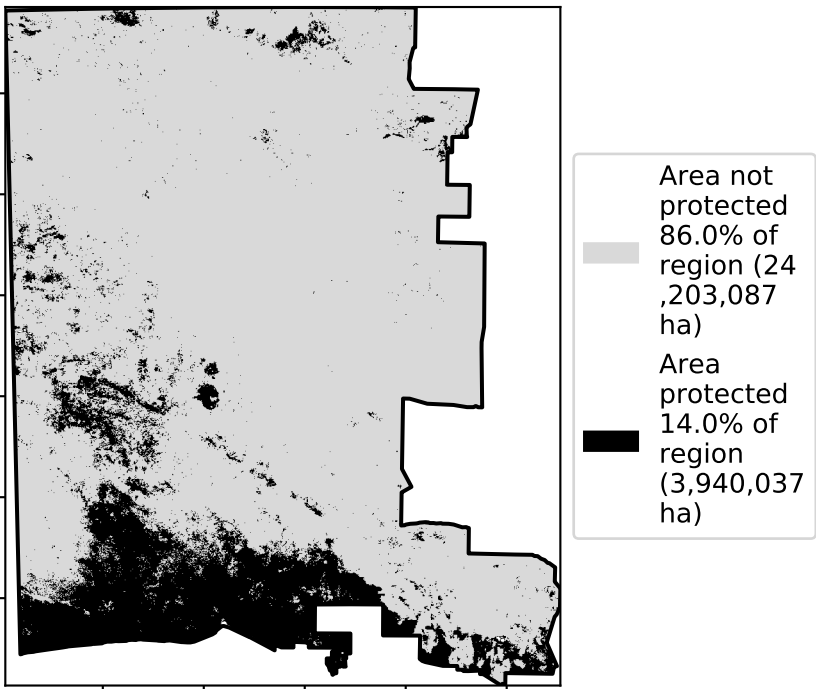 Area not
protected
86.0% of
region (24
,203,087
ha)
Area
protected
14.0% of
region
(3,940,037
ha)